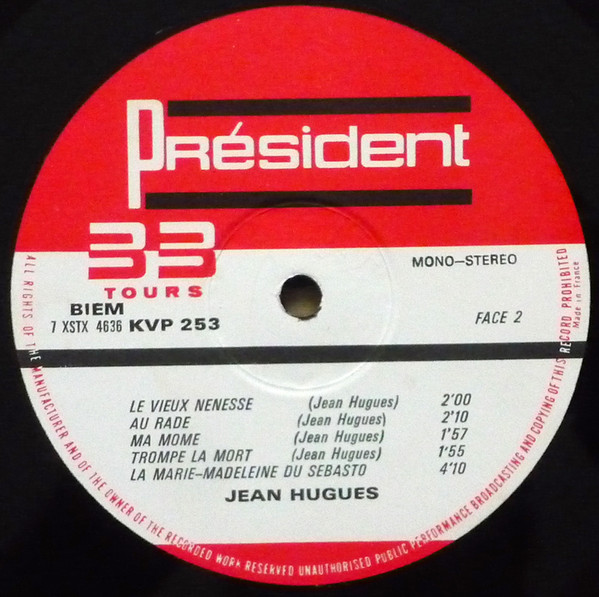 Président
33
TOURS
MONO—STEREO
BIEM
7 XSTX 4636 KVP 253
FACE 2
LE VIEUX NENESSE (Jean Hugues) 2'00
AU RADE (Jean Hugues) 2'10
MA MOME (Jean Hugues) 1'57
TROMPE LA MORT (Jean Hugues) 1'55
LA MARIE—MADELEINE DU SEBASTO 4'10
JEAN HUGUES
ALL RIGHTS OF THE MANUFACTURER AND OF THE OWNER OF THE RECORDED WORK RESERVED UNAUTHORISED PUBLIC PERFORMANCE BROADCASTING AND COPYING OF THIS RECORD PROHIBITED
Made in France